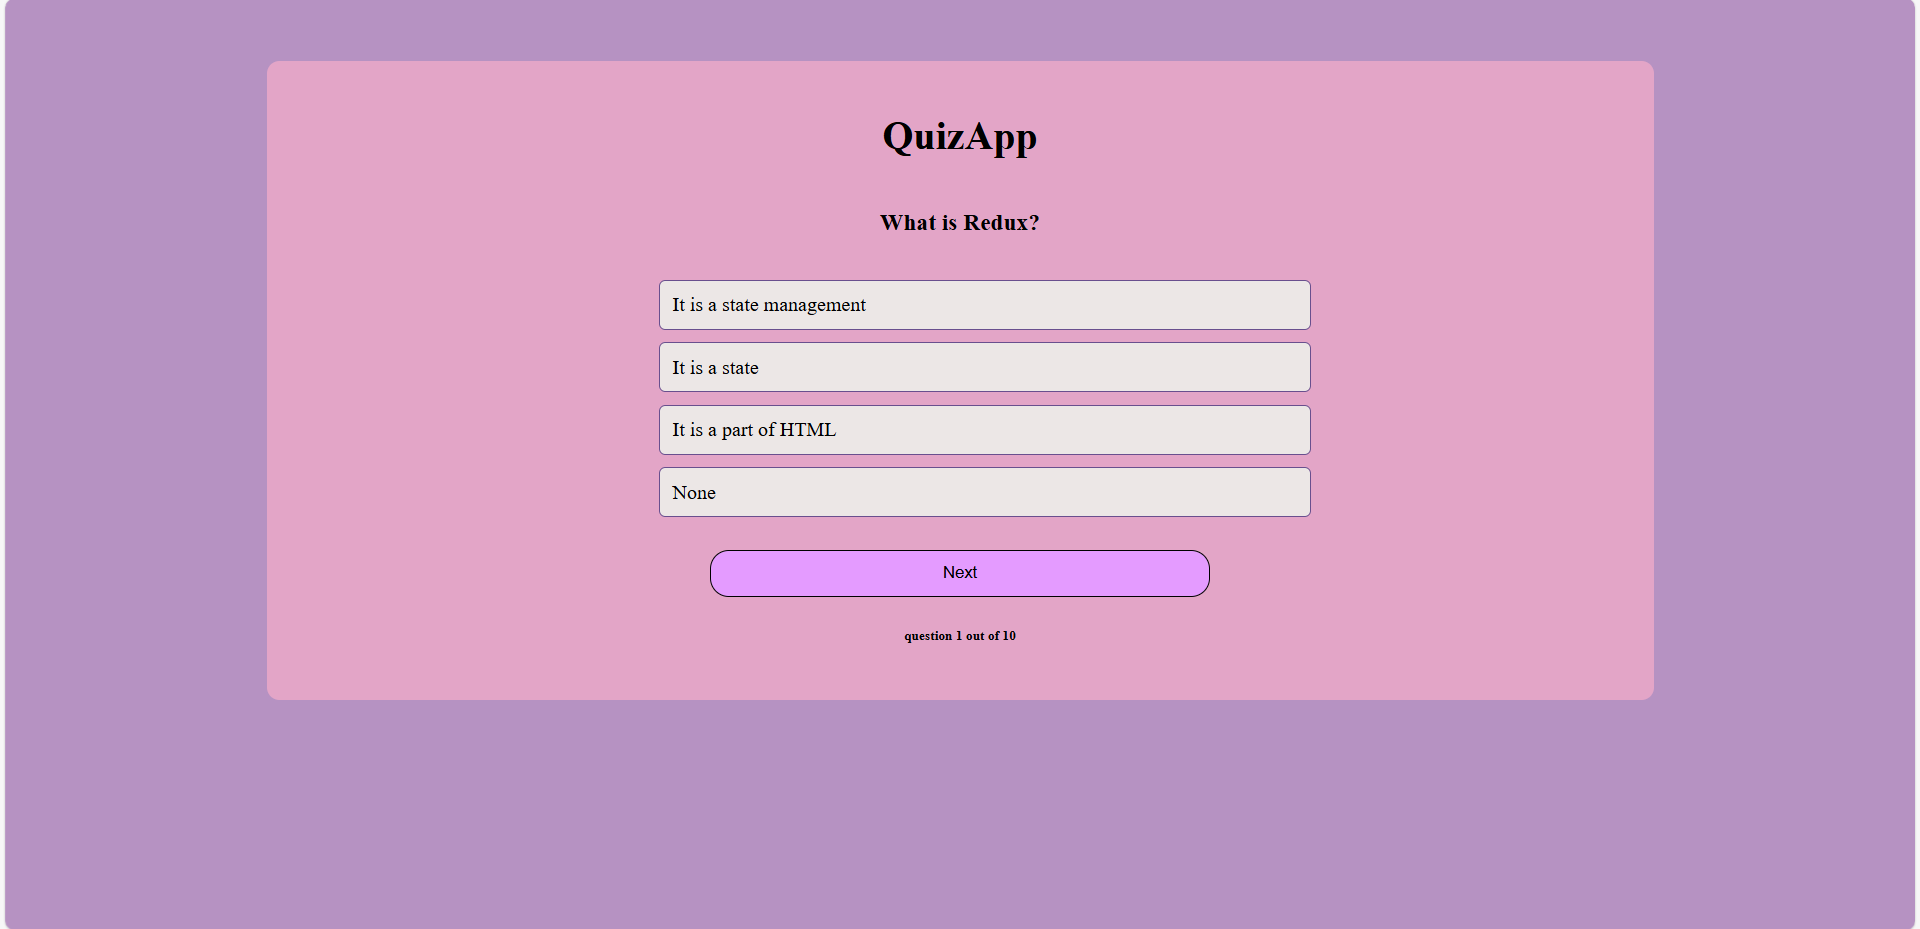 QuizApp
What is Redux?
It is a state management
It is a state
It is a part of HTML
None
Next
question 1 out of 10